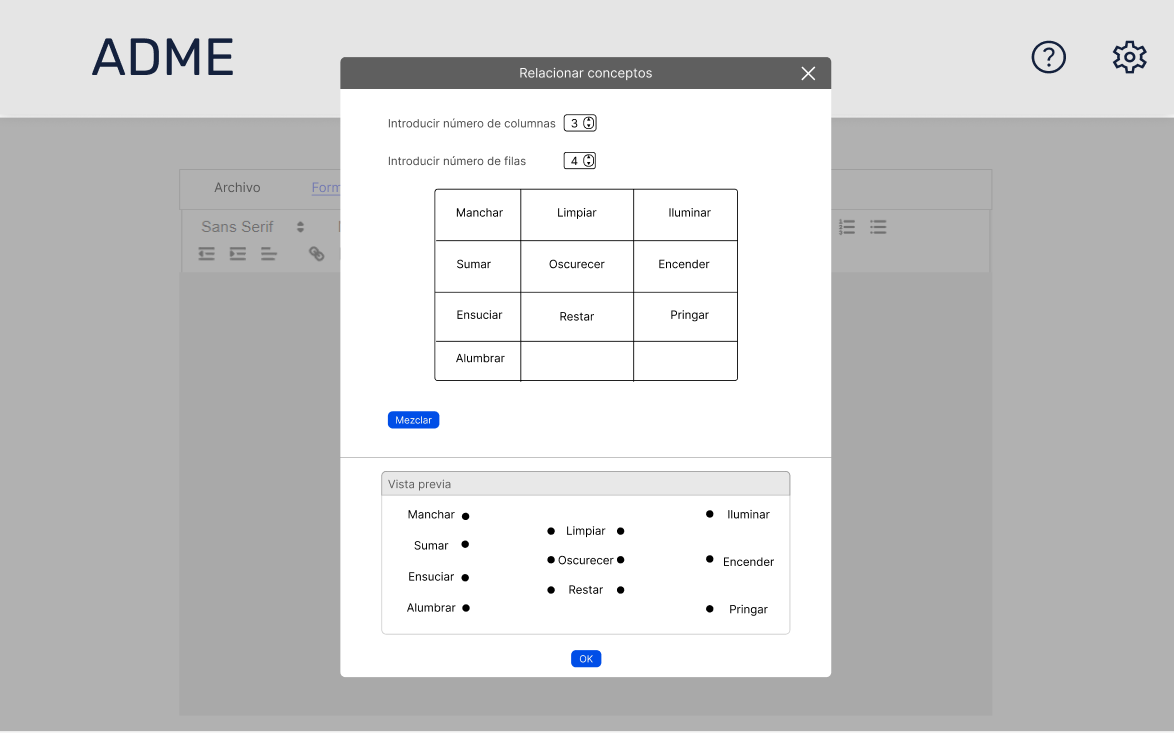 ADME
Relacionar conceptos
Introducir número de columnas 3
Introducir número de filas 4
Archivo Form
Sans Serif
Manchar Limpiar Iluminar
Sumar Oscurecer Encender
Ensuciar Restar Pringar
Alumbrar
Mezclar
Vista previa
Manchar Limpiar Iluminar
Sumar Oscurecer Encender
Ensuciar Restar Pringar
Alumbrar
OK